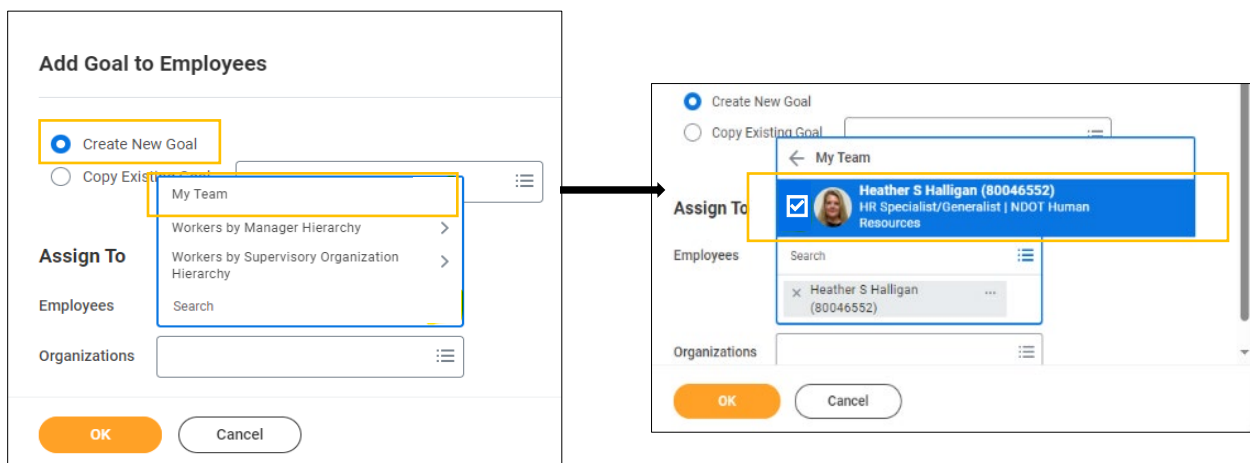 Add Goal to Employees
Create New Goal
Copy Existing Goal
My Team
Workers by Manager Hierarchy
Assign To
Workers by Supervisory Organization
Hierarchy
Employees
Search
Organizations
OK
Cancel
Create New Goal
Copy Existing Goal
My Team
Assign To
Heather S Halligan (80046552)
HR Specialist/Generalist | NDOT Human
Resources
Employees
Search
Heather S Halligan
(80046552)
Organizations
OK
Cancel